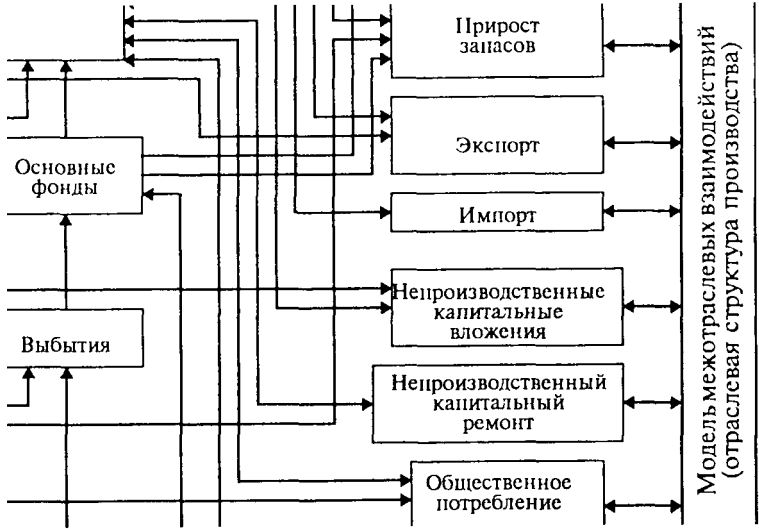 Прирост
запасов
Экспорт
Основные
фонды
Импорт
Непроизводственные
капитальные
вложения
Выбытия
Непроизводственный
капитальный
ремонт
Общественное
потребление
Модель межотраслевых взаимодействий
(отраслевая структура производства)